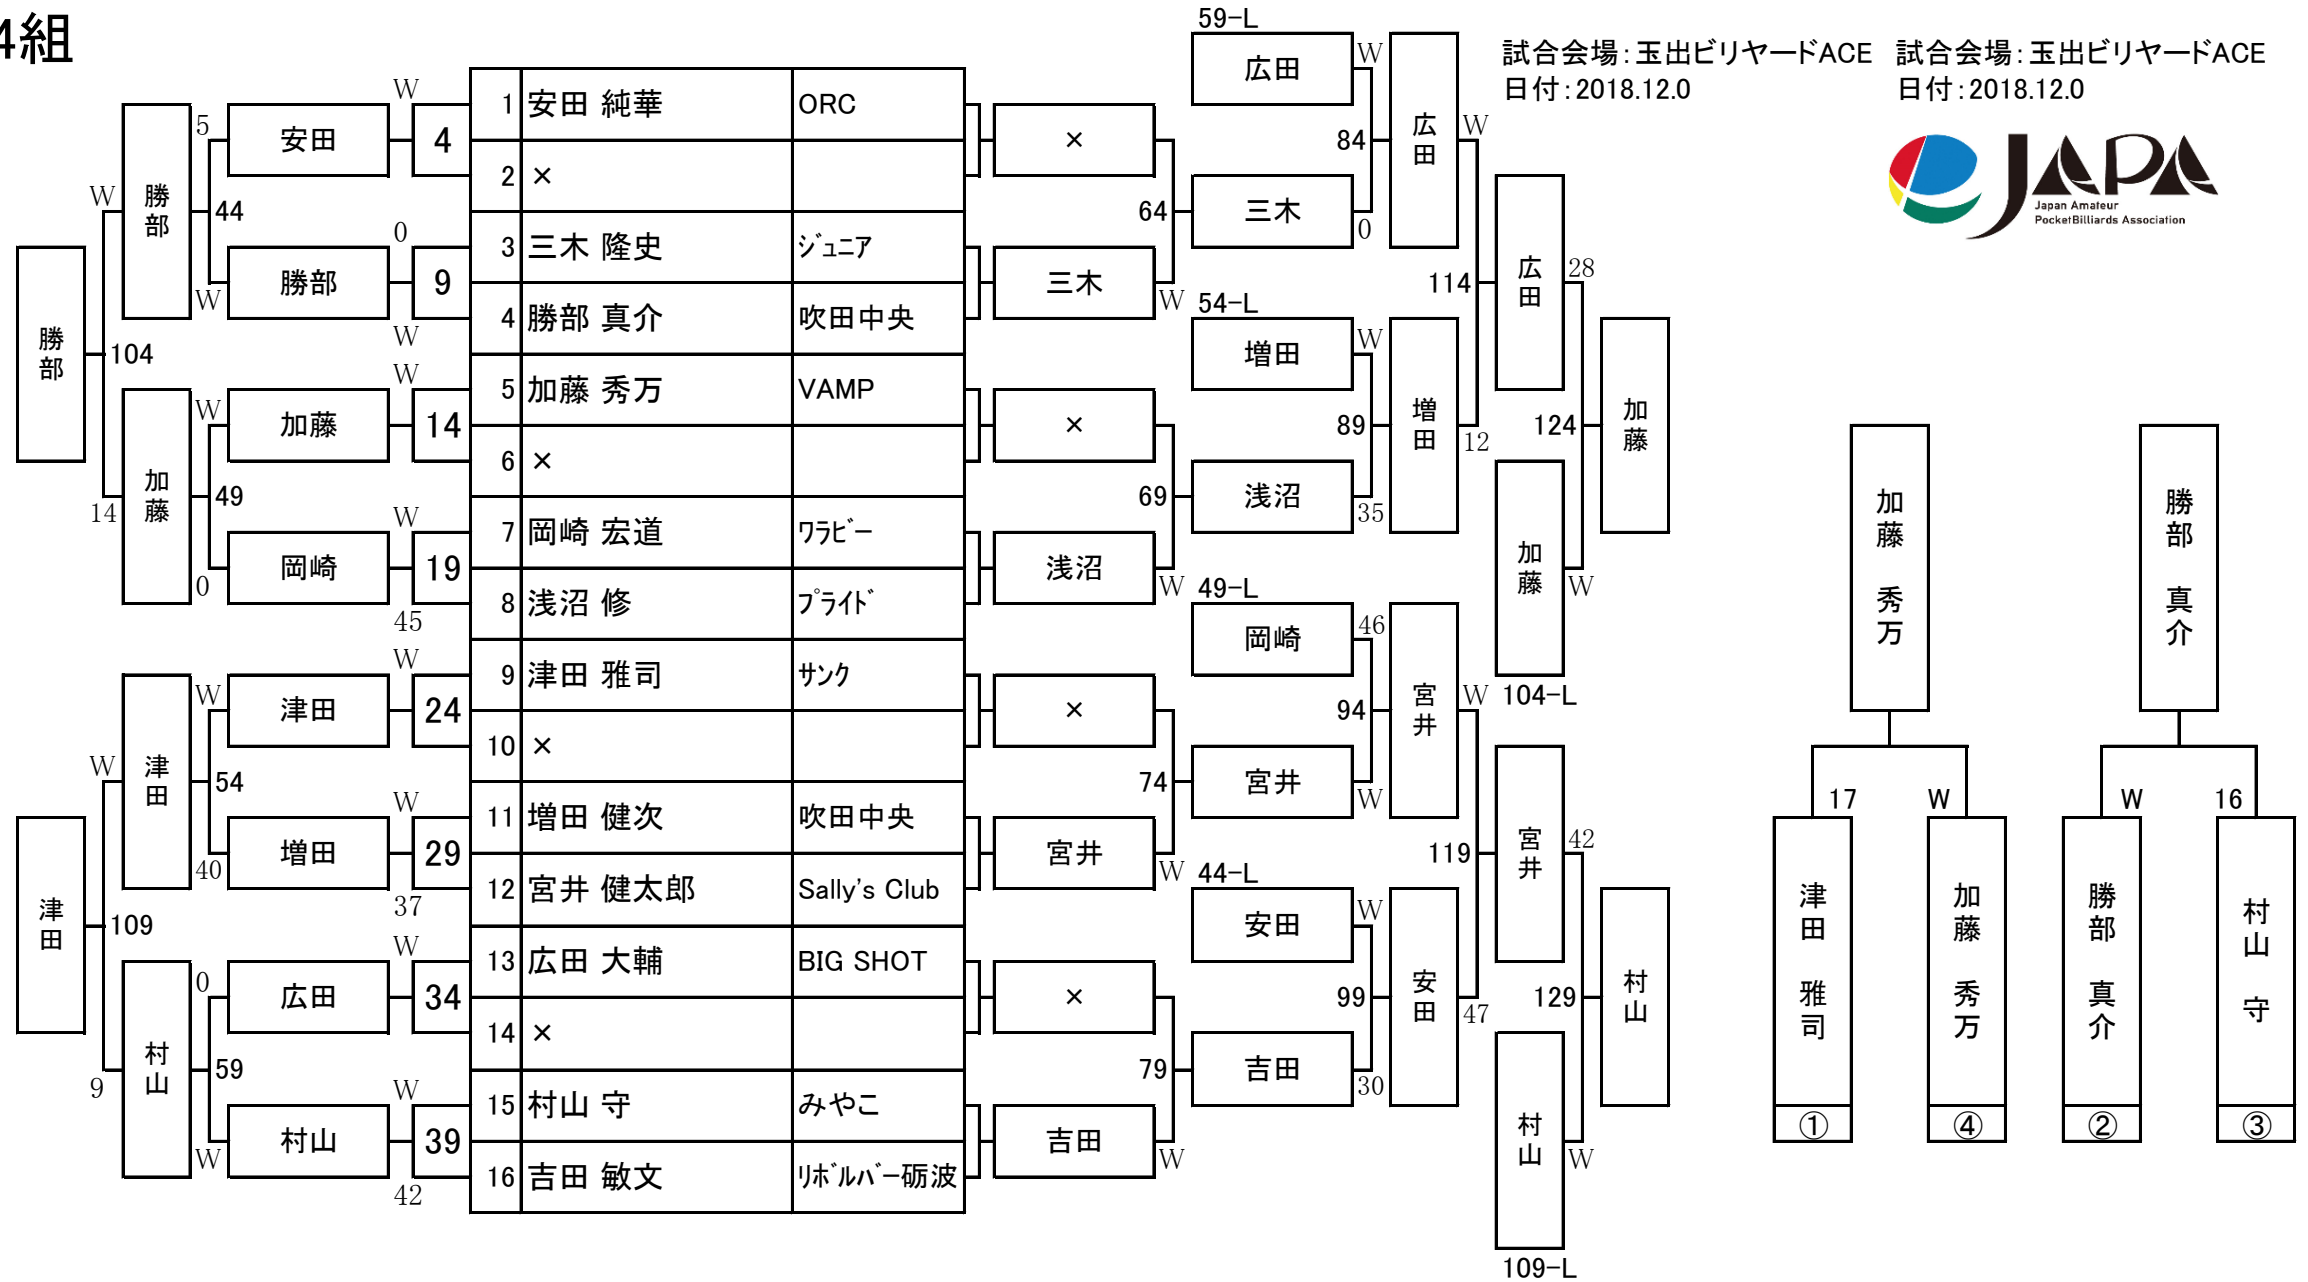 4組
試合会場：玉出ビリヤードACE
日付：2018.12.0
試合会場：玉出ビリヤードACE
日付：2018.12.0
JAPA
Japan Amateur
PocketBilliards Association
1 安田 純華 ORC
2 ×
3 三木 隆史 ｼﾞｭﾆｱ
4 勝部 真介 吹田中央
5 加藤 秀万 VAMP
6 ×
7 岡崎 宏道 ﾜﾗﾋﾞｰ
8 浅沼 修 ﾌﾟﾗｲﾄﾞ
9 津田 雅司 ｻﾝｸ
10 ×
11 増田 健次 吹田中央
12 宮井 健太郎 Sally's Club
13 広田 大輔 BIG SHOT
14 ×
15 村山 守 みやこ
16 吉田 敏文 ﾘﾎﾞﾙﾊﾞｰ砺波
W
4
安田
5
44
0
9
W
勝部
W
勝部
W
W
14
加藤
W
49
W
19
45
岡崎
0
加藤
14
104
勝部
W
24
津田
W
54
W
29
37
増田
40
津田
W
W
34
広田
0
59
W
39
42
村山
W
村山
9
109
津田
×
64
三木
W
×
69
浅沼
W
×
74
宮井
W
×
79
吉田
W
59-L
広田
W
84
三木
0
広田
W
54-L
増田
W
89
浅沼
35
増田
12
114
広田
28
49-L
岡崎
46
94
宮井
W
宮井
W
44-L
安田
W
99
吉田
30
安田
47
119
宮井
42
加藤
W
104-L
124
加藤
村山
W
109-L
129
村山
加藤 秀万
17
W
津田 雅司
①
加藤 秀万
④
勝部 真介
W
16
勝部 真介
②
村山 守
③